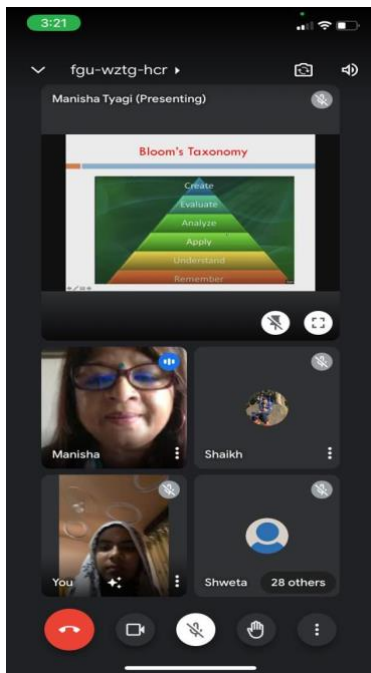 3:21
fgu-wztg-hcr
Manisha Tyagi (Presenting)
Bloom's Taxonomy
Create
Evaluate
Analyze
Apply
Understand
Remember
Manisha
Shaikh
You
Shweta
28 others